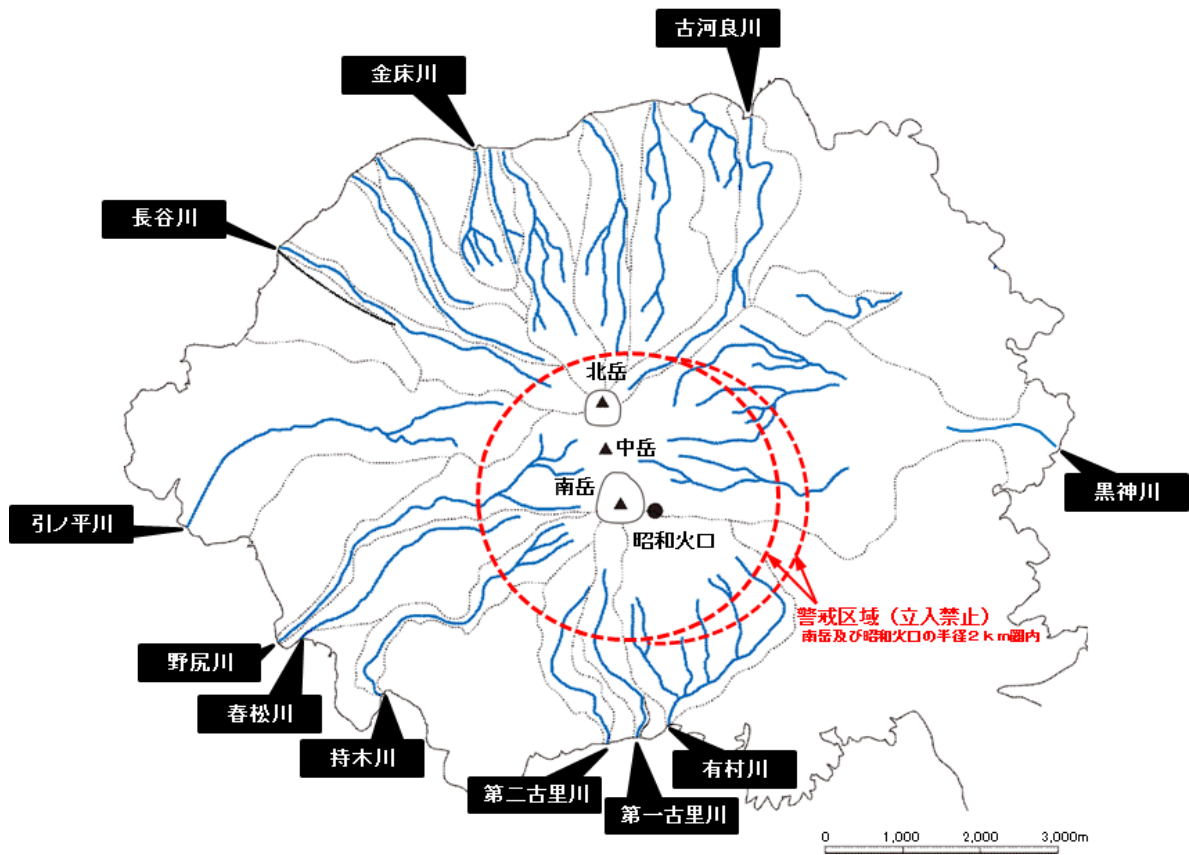 古河良川
金床川
長谷川
北岳
中岳
南岳
昭和火口
黒神川
引ノ平川
警戒区域(立入禁止)
南岳及び昭和火口の半径2km圏内
野尻川
春松川
持木川
有村川
第二古里川
第一古里川
0 1,000 2,000 3,000m